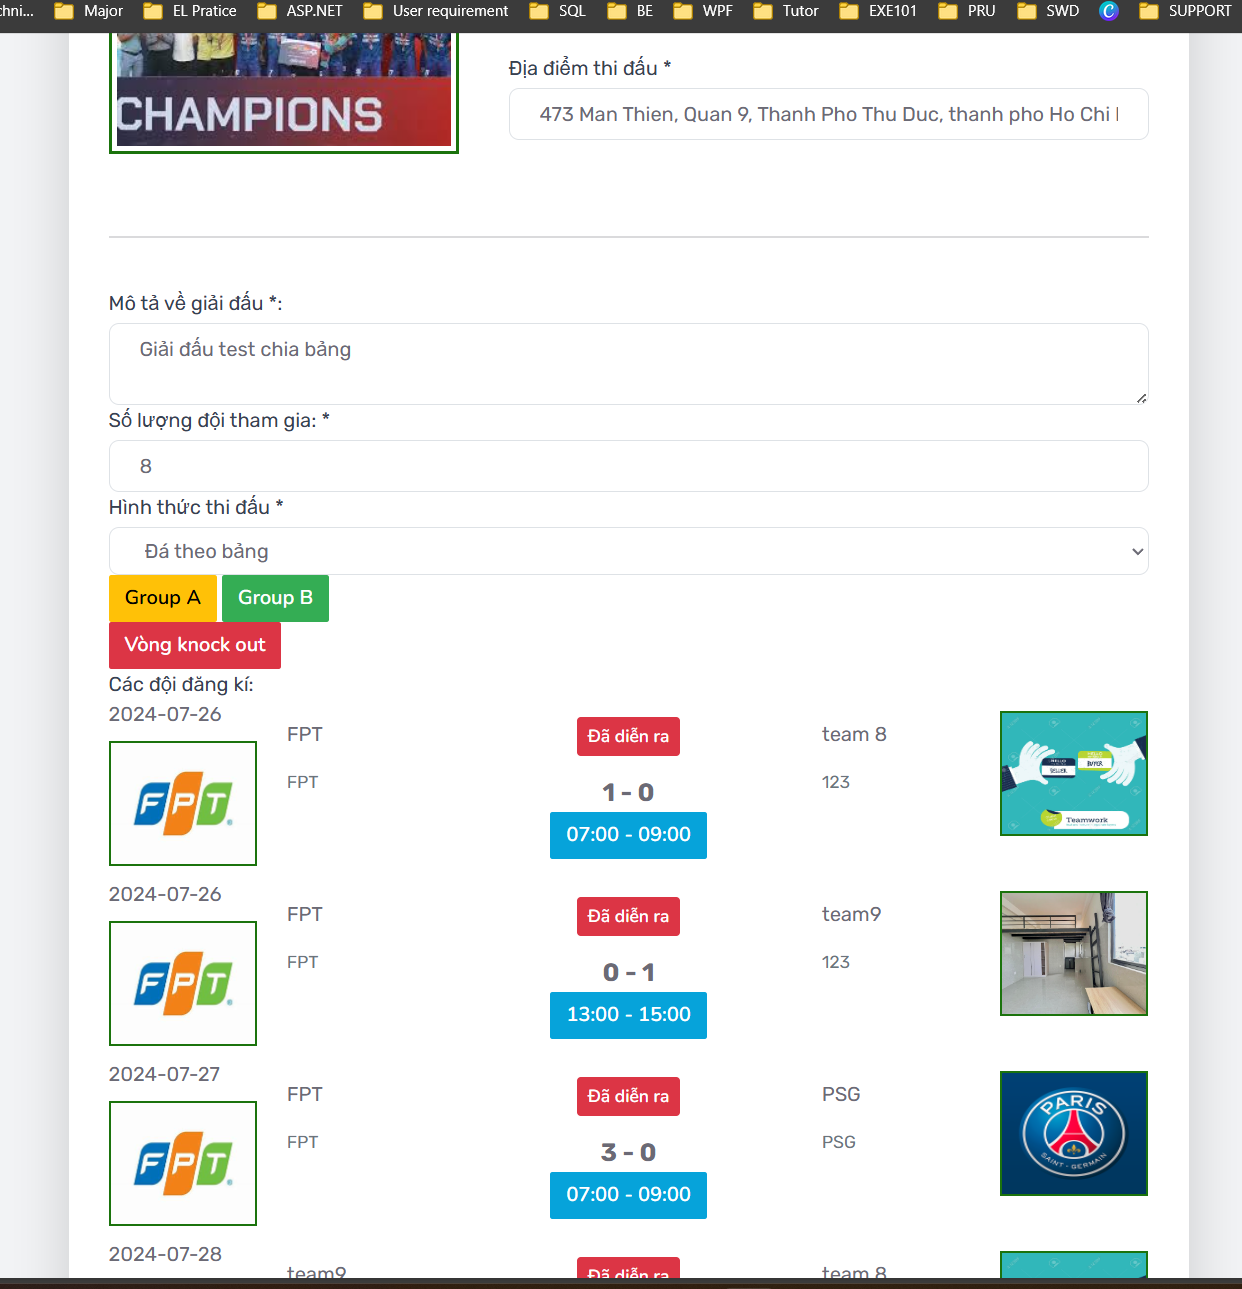 chni...
Major
EL Pratice
ASP.NET
User requirement
SQL
BE
WPF
Tutor
EXE101
PRU
SWD
SUPPORT
CHAMPIONS
Địa điểm thi đấu *
473 Man Thien, Quan 9, Thanh Pho Thu Duc, thanh pho Ho Chi
Mô tả về giải đấu *:
Giải đấu test chia bảng
Số lượng đội tham gia: *
8
Hình thức thi đấu *
Đá theo bảng
Group A
Group B
Vòng knock out
Các đội đăng kí:
2024-07-26
FPT
Đã diễn ra
team 8
FPT
FPT
123
1 - 0
07:00 - 09:00
SELLER
BUYER
Teamwork
2024-07-26
FPT
Đã diễn ra
team9
FPT
FPT
123
0 - 1
13:00 - 15:00
2024-07-27
FPT
Đã diễn ra
PSG
FPT
FPT
PSG
3 - 0
07:00 - 09:00
PARIS
SAINT-GERMAIN
2024-07-28
team9
Đã diễn ra
team 8